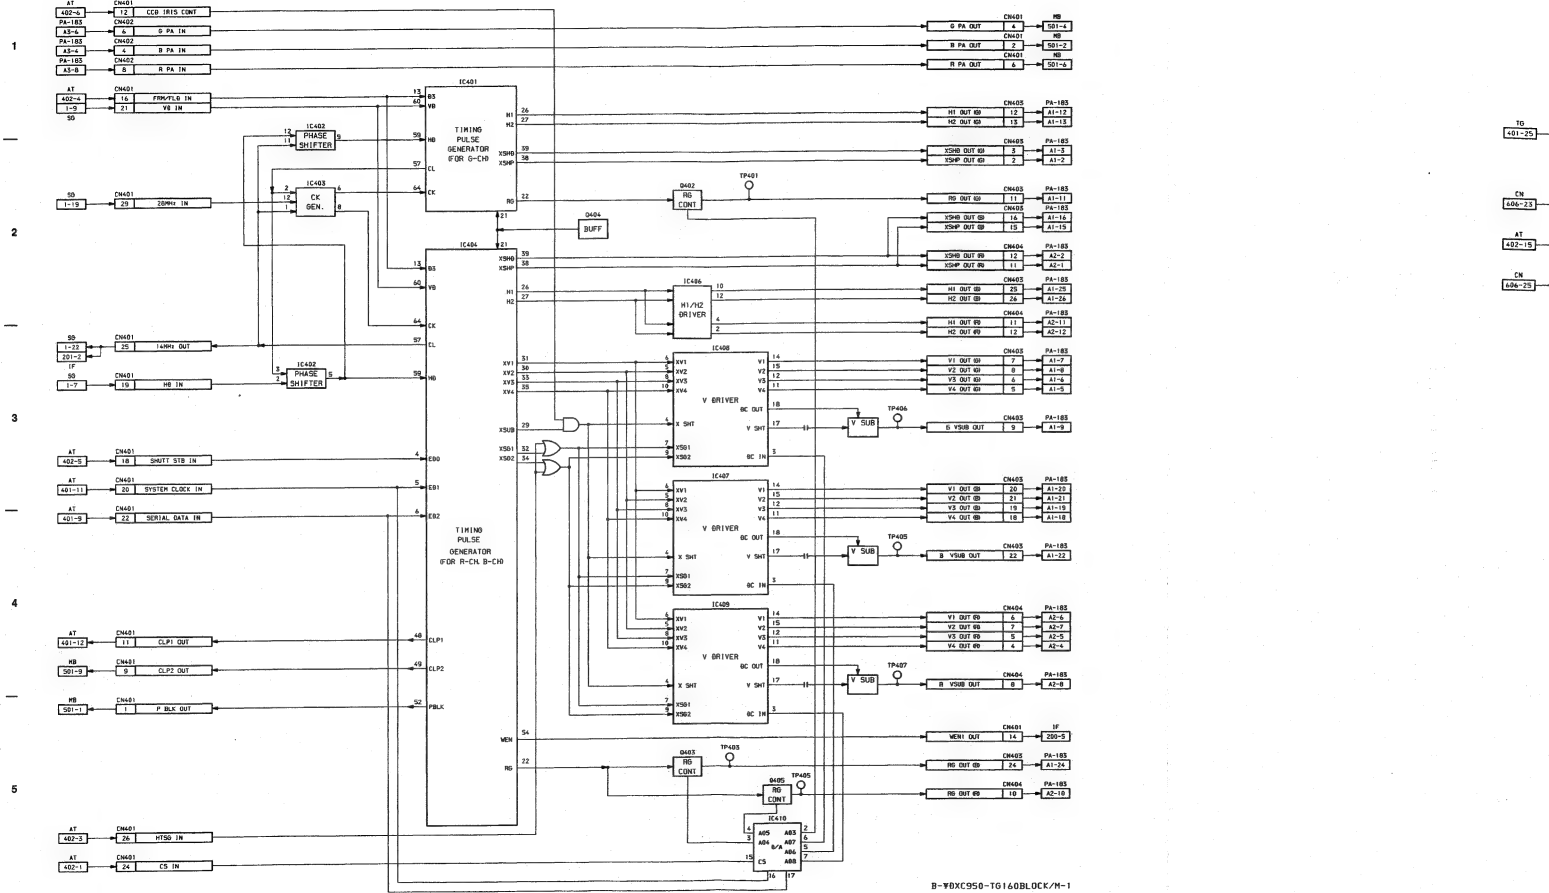 AT CN401
402-6 12 CCD IRIS CONT
PA-183 CN402
A3-6 6 G PA IN
PA-183 CN402
A3-4 4 B PA IN
PA-183 CN402
A3-8 8 R PA IN
CN401 MB
G PA OUT 4 501-4
CN401 MB
B PA OUT 2 501-2
CN401 MB
R PA OUT 6 501-6
1
AT CN401
402-4 16 FRM/FLD IN
1-9 21 VD IN
SG
IC401
TIMING
PULSE
GENERATOR
(FOR G-CH)
IC402
PHASE
SHIFTER
IC403
CK
GEN.
SG CN401
1-19 29 28MHz IN
CN403 PA-183
H1 OUT (G) 12 A1-12
H2 OUT (G) 13 A1-13
CN403 PA-183
XSHD OUT (G) 3 A1-3
XSHP OUT (G) 2 A1-2
Q402
RG
CONT
TP401
CN403 PA-183
RG OUT (G) 11 A1-11
CN403 PA-183
XSHD OUT (B) 16 A1-16
XSHP OUT (B) 15 A1-15
Q404
BUFF
2
CN404 PA-183
XSHD OUT (R) 12 A2-2
XSHP OUT (R) 11 A2-1
IC404
TIMING
PULSE
GENERATOR
(FOR R-CH, B-CH)
IC406
H1/H2
DRIVER
CN403 PA-183
H1 OUT (B) 25 A1-25
H2 OUT (B) 26 A1-26
CN404 PA-183
H1 OUT (R) 11 A2-11
H2 OUT (R) 12 A2-12
SG CN401
1-22 25 14MHz OUT
201-2
IF
SG CN401
1-7 19 HD IN
IC402
PHASE
SHIFTER
3
IC408
V DRIVER
CN403 PA-183
V1 OUT (G) 7 A1-7
V2 OUT (G) 8 A1-8
V3 OUT (G) 6 A1-6
V4 OUT (G) 5 A1-5
V SUB
TP406
CN403 PA-183
G VSUB OUT 9 A1-9
AT CN401
402-5 18 SHUTT STB IN
AT CN401
401-11 20 SYSTEM CLOCK IN
AT CN401
401-9 22 SERIAL DATA IN
IC407
V DRIVER
CN403 PA-183
V1 OUT (B) 20 A1-20
V2 OUT (B) 21 A1-21
V3 OUT (B) 19 A1-19
V4 OUT (B) 18 A1-18
V SUB
TP405
CN403 PA-183
B VSUB OUT 22 A1-22
4
IC409
V DRIVER
CN404 PA-183
V1 OUT (R) 6 A2-6
V2 OUT (R) 7 A2-7
V3 OUT (R) 5 A2-5
V4 OUT (R) 4 A2-4
V SUB
TP407
CN404 PA-183
R VSUB OUT 8 A2-8
AT CN401
401-12 11 CLP1 OUT
MB CN401
501-9 9 CLP2 OUT
MB CN401
501-1 1 P BLK OUT
CN401 IF
WEN1 OUT 14 200-5
Q403
RG
CONT
TP403
CN403 PA-183
RG OUT (B) 24 A1-24
5
Q405
RG
CONT
TP405
CN404 PA-183
RG OUT (R) 10 A2-10
IC410
A05 A03
A04 A07
D/A
A06
CS A08
AT CN401
402-3 26 HTSG IN
AT CN401
402-1 24 CS IN
TG
401-25
CN
606-23
AT
402-15
CN
606-25
B-¥DXC950-TG160BLOCK/M-1